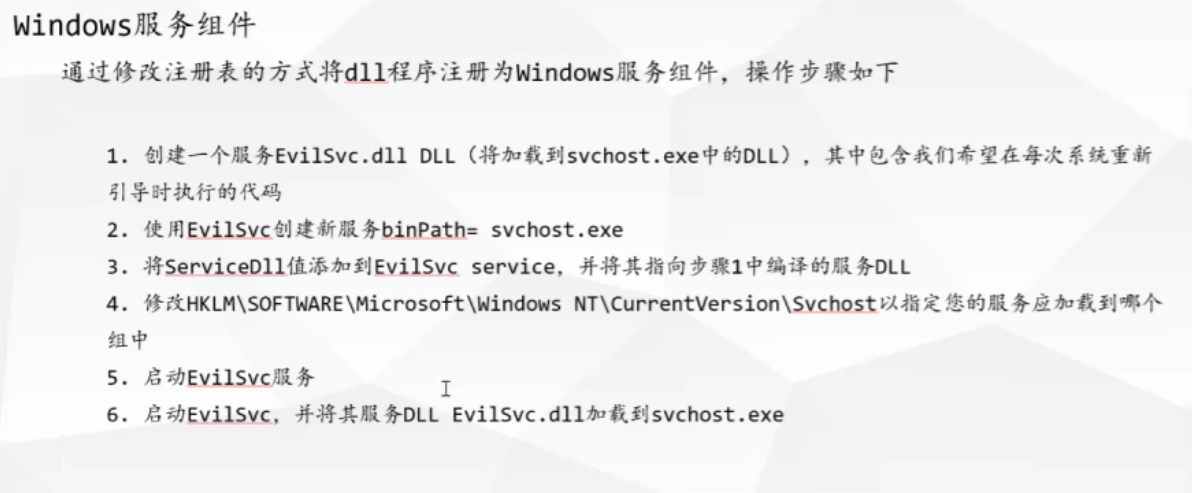 Windows服务组件
通过修改注册表的方式将dll程序注册为Windows服务组件，操作步骤如下
1. 创建一个服务EvilSvc.dll DLL（将加载到svchost.exe中的DLL），其中包含我们希望在每次系统重新
引导时执行的代码
2. 使用EvilSvc创建新服务binPath= svchost.exe
3. 将ServiceDll值添加到EvilSvc service，并将其指向步骤1中编译的服务DLL
4. 修改HKLM\SOFTWARE\Microsoft\Windows NT\CurrentVersion\Svchost以指定您的服务应加载到哪个
组中
5. 启动EvilSvc服务
6. 启动EvilSvc，并将其服务DLL EvilSvc.dll加载到svchost.exe